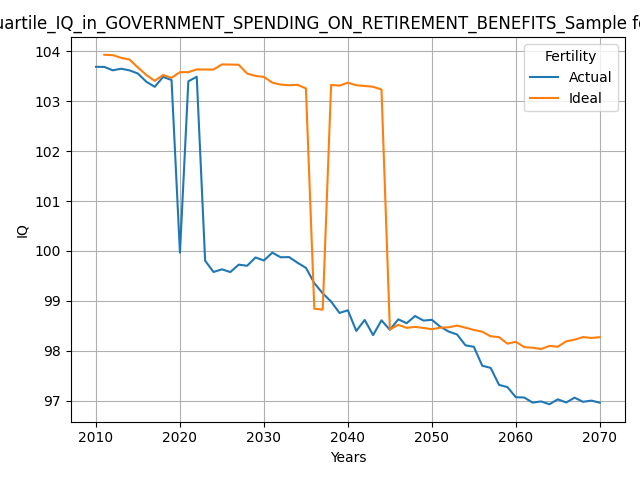 uartile_IQ_in_GOVERNMENT_SPENDING_ON_RETIREMENT_BENEFITS_Sample f
Fertility
Actual
Ideal
104
103
102
101
100
99
98
97
IQ
2010
2020
2030
2040
2050
2060
2070
Years